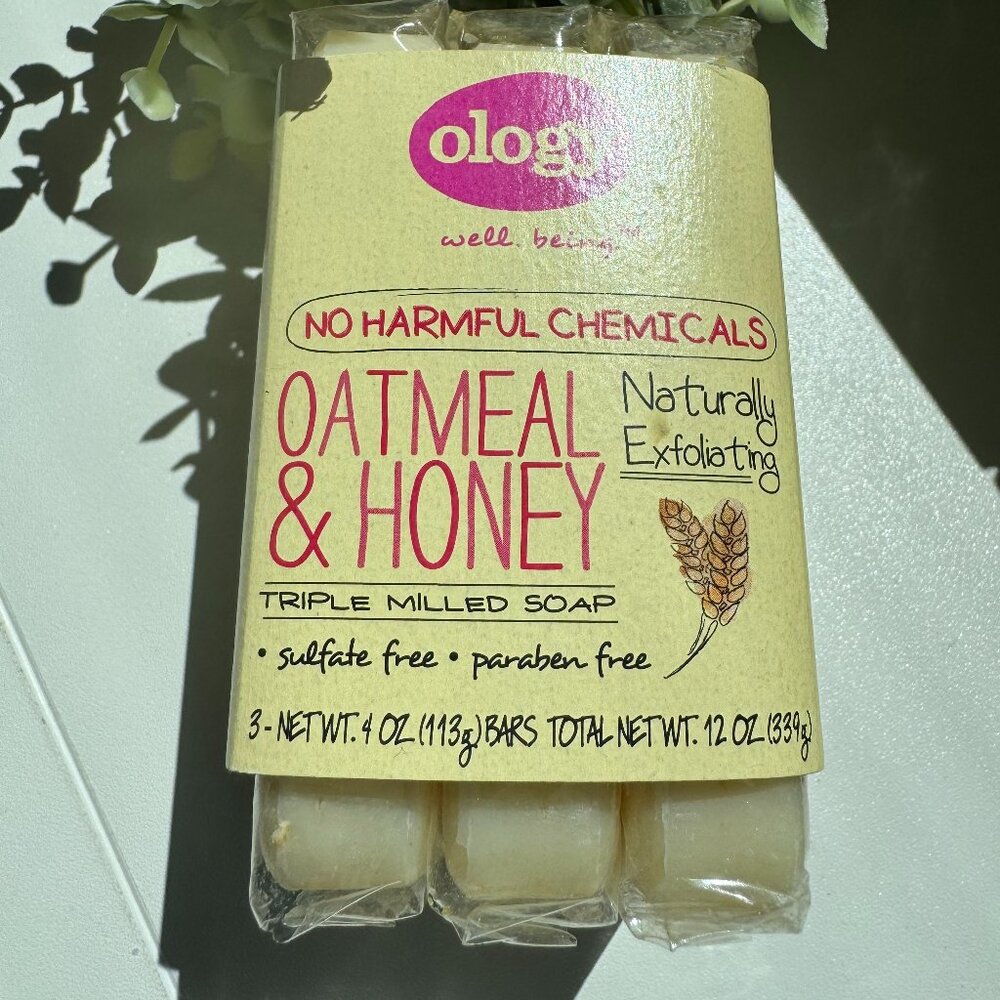 ology
well. being.™
NO HARMFUL CHEMICALS
OATMEAL
& HONEY
Naturally
Exfoliating
TRIPLE MILLED SOAP
• sulfate free • paraben free
3 - NET WT. 4 OZ (113g) BARS TOTAL NET WT. 12 OZ (339g)